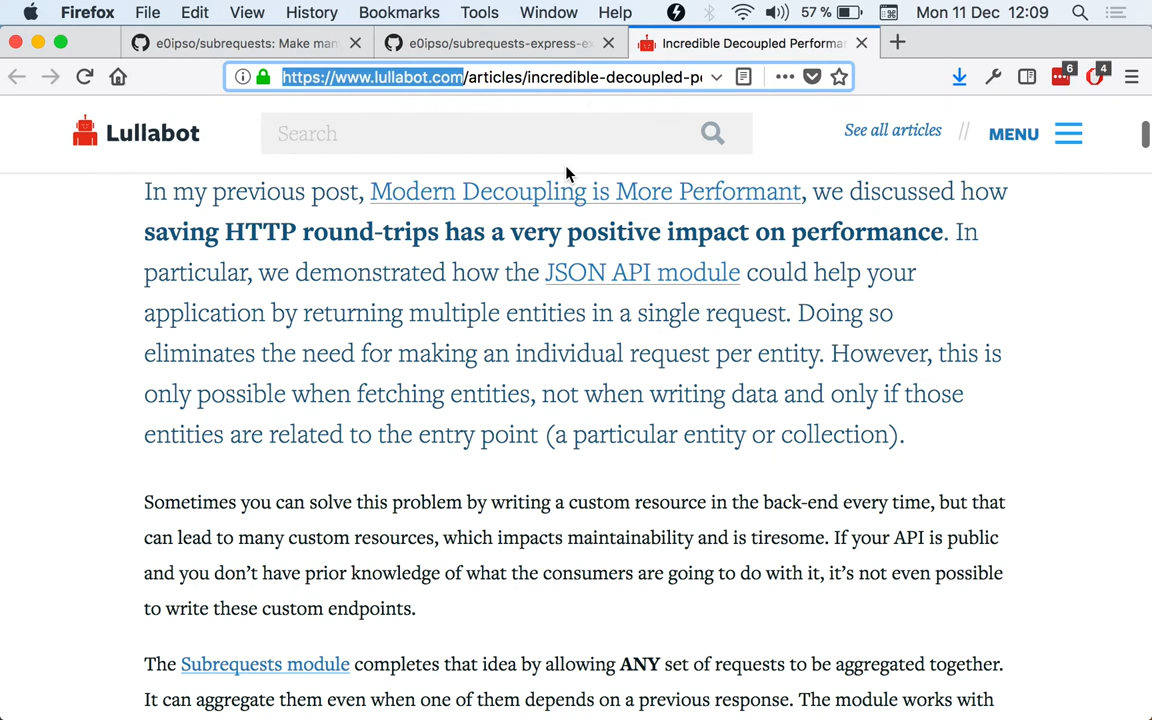 Firefox File Edit View History Bookmarks Tools Window Help 57 % Mon 11 Dec 12:09
e0ipso/subrequests: Make man
e0ipso/subrequests-express-e
Incredible Decoupled Performa
https://www.lullabot.com/articles/incredible-decoupled-p
6
4
Lullabot
Search
See all articles // MENU
In my previous post, Modern Decoupling is More Performant, we discussed how
saving HTTP round-trips has a very positive impact on performance. In
particular, we demonstrated how the JSON API module could help your
application by returning multiple entities in a single request. Doing so
eliminates the need for making an individual request per entity. However, this is
only possible when fetching entities, not when writing data and only if those
entities are related to the entry point (a particular entity or collection).
Sometimes you can solve this problem by writing a custom resource in the back-end every time, but that
can lead to many custom resources, which impacts maintainability and is tiresome. If your API is public
and you don’t have prior knowledge of what the consumers are going to do with it, it’s not even possible
to write these custom endpoints.
The Subrequests module completes that idea by allowing ANY set of requests to be aggregated together.
It can aggregate them even when one of them depends on a previous response. The module works with